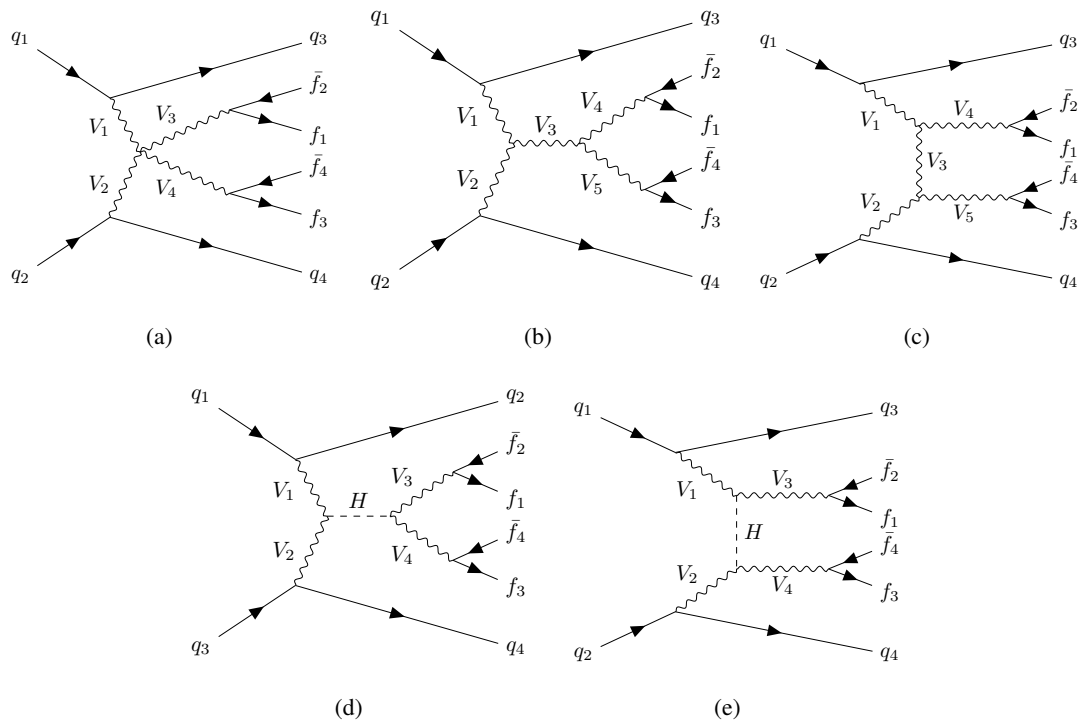 q₁ q₃
f̄₂
V₃
V₁ f₁
f̄₄
V₂ V₄
f₃
q₂ q₄
(a)
q₁ q₃
f̄₂
V₄
V₁ V₃ f₁
f̄₄
V₂ V₅
f₃
q₂ q₄
(b)
q₁ q₃
f̄₂
V₄
V₁ f₁
V₃
f̄₄
V₂ V₅
f₃
q₂ q₄
(c)
q₁ q₂
f̄₂
V₃
V₁ H f₁
f̄₄
V₂ V₄
f₃
q₃ q₄
(d)
q₁ q₃
f̄₂
V₃
V₁ f₁
H
f̄₄
V₂ V₄
f₃
q₂ q₄
(e)